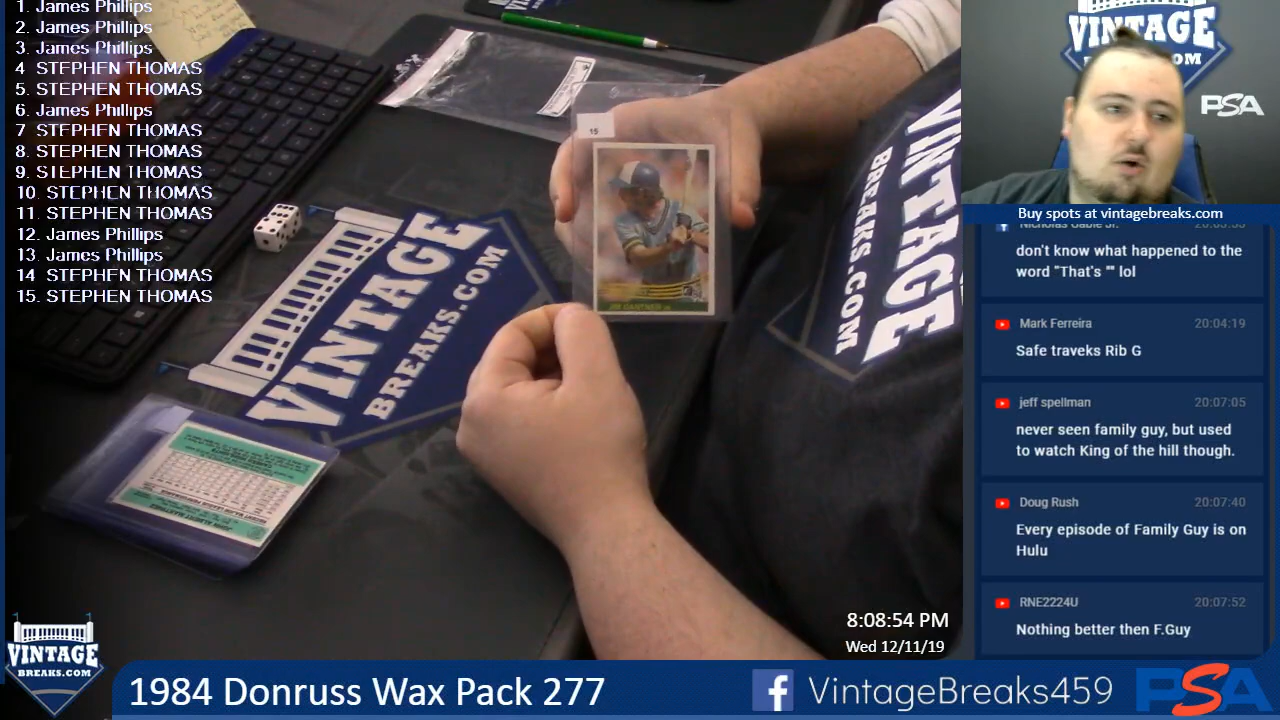 1. James Phillips
2. James Phillips
3. James Phillips
4 STEPHEN THOMAS
5. STEPHEN THOMAS
6. James Phillips
7 STEPHEN THOMAS
8. STEPHEN THOMAS
9. STEPHEN THOMAS
10. STEPHEN THOMAS
11. STEPHEN THOMAS
12. James Phillips
13. James Phillips
14 STEPHEN THOMAS
15. STEPHEN THOMAS
15
JIM GANTNER
VINTAGE
BREAKS.COM
VINTAGE
BREAKS.COM
VINTAGE
BREAKS.COM
PSA
Buy spots at vintagebreaks.com
Nicholas Gable Jr.
don't know what happened to the
word "That's "" lol
Mark Ferreira 20:04:19
Safe traveks Rib G
jeff spellman 20:07:05
never seen family guy, but used
to watch King of the hill though.
Doug Rush 20:07:40
Every episode of Family Guy is on
Hulu
RNE2224U 20:07:52
Nothing better then F.Guy
8:08:54 PM
Wed 12/11/19
VINTAGE
BREAKS.COM
1984 Donruss Wax Pack 277
f VintageBreaks459
PSA